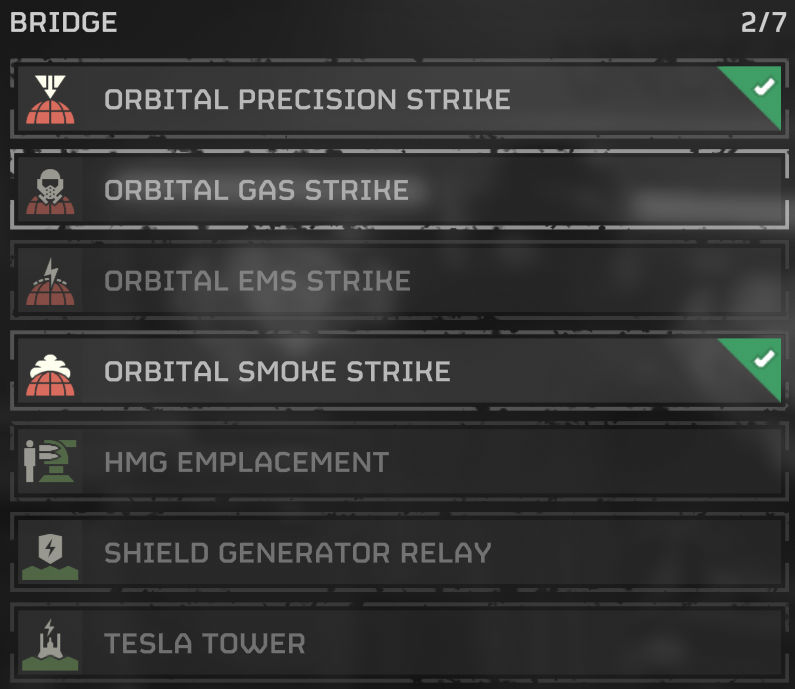 BRIDGE 2/7
ORBITAL PRECISION STRIKE
ORBITAL GAS STRIKE
ORBITAL EMS STRIKE
ORBITAL SMOKE STRIKE
HMG EMPLACEMENT
SHIELD GENERATOR RELAY
TESLA TOWER